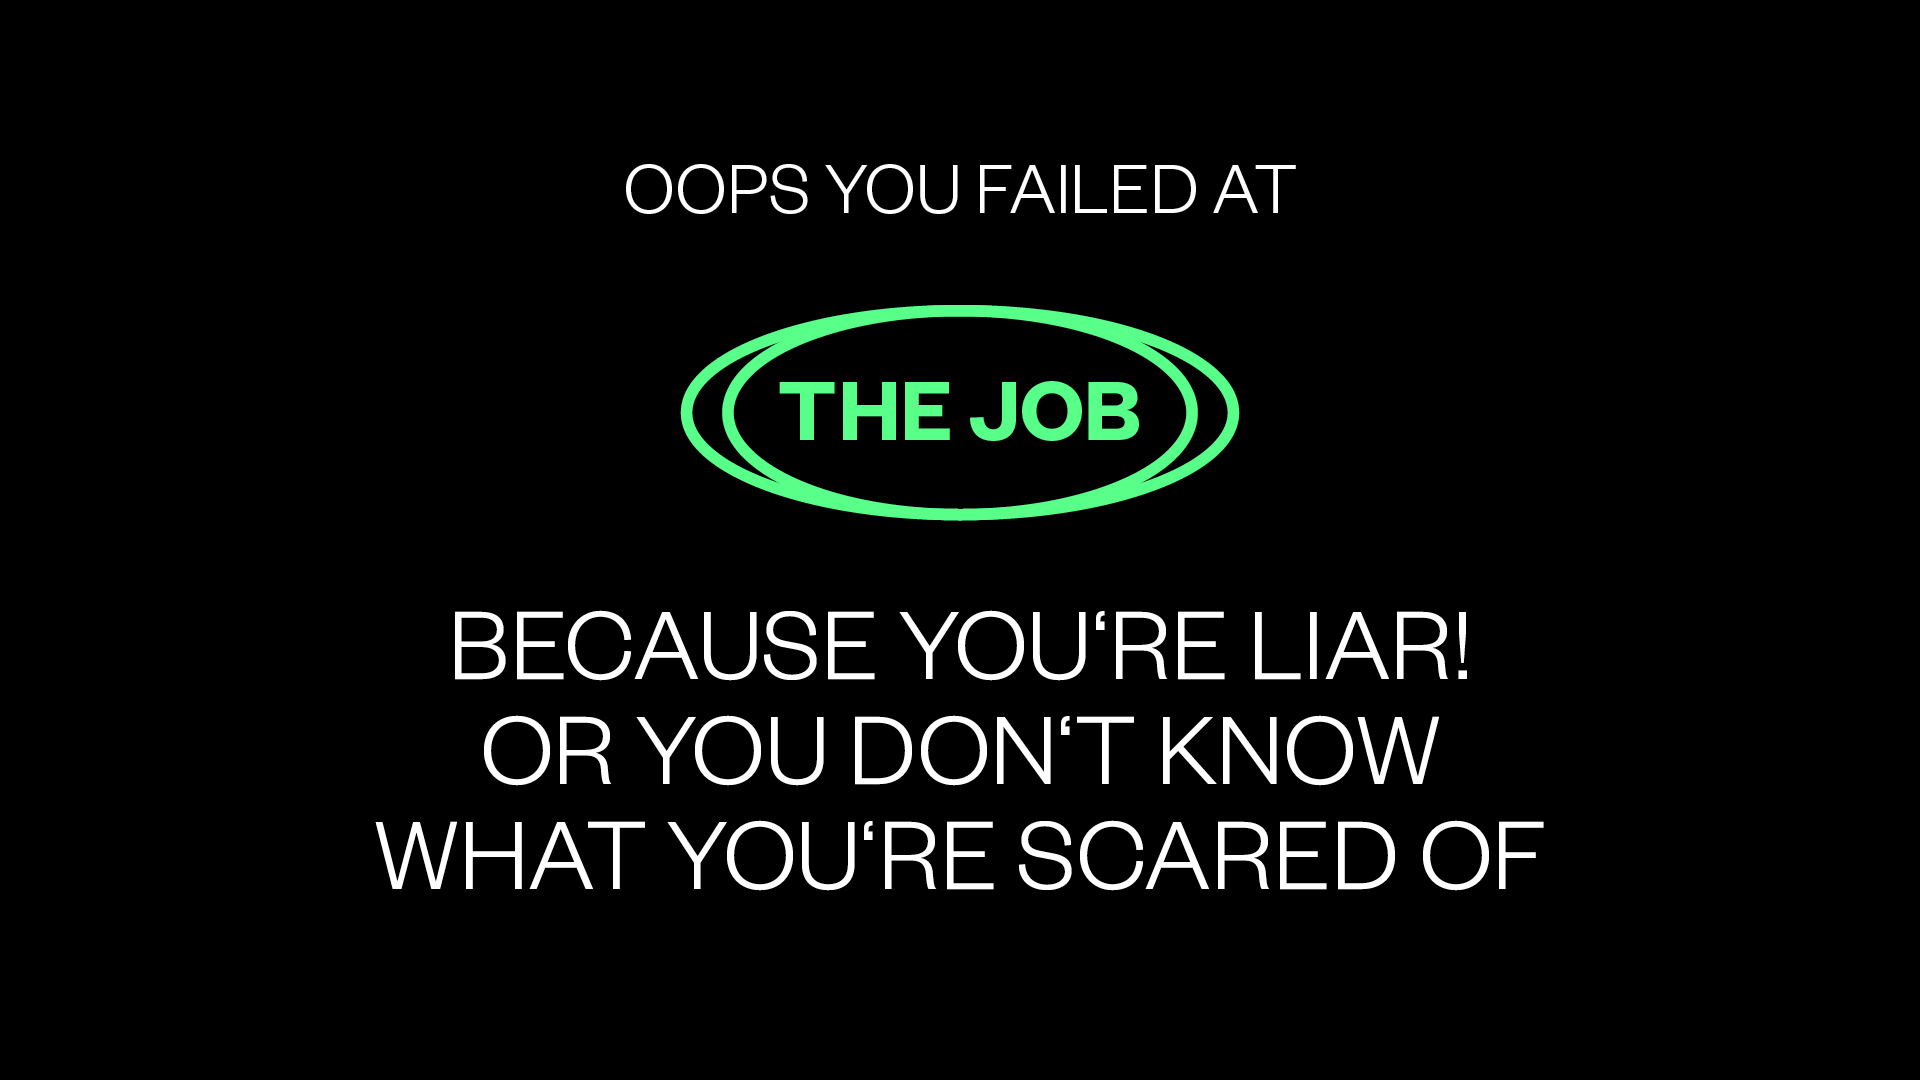 OOPS YOU FAILED AT
THE JOB
BECAUSE YOU‘RE LIAR!
OR YOU DON‘T KNOW
WHAT YOU‘RE SCARED OF